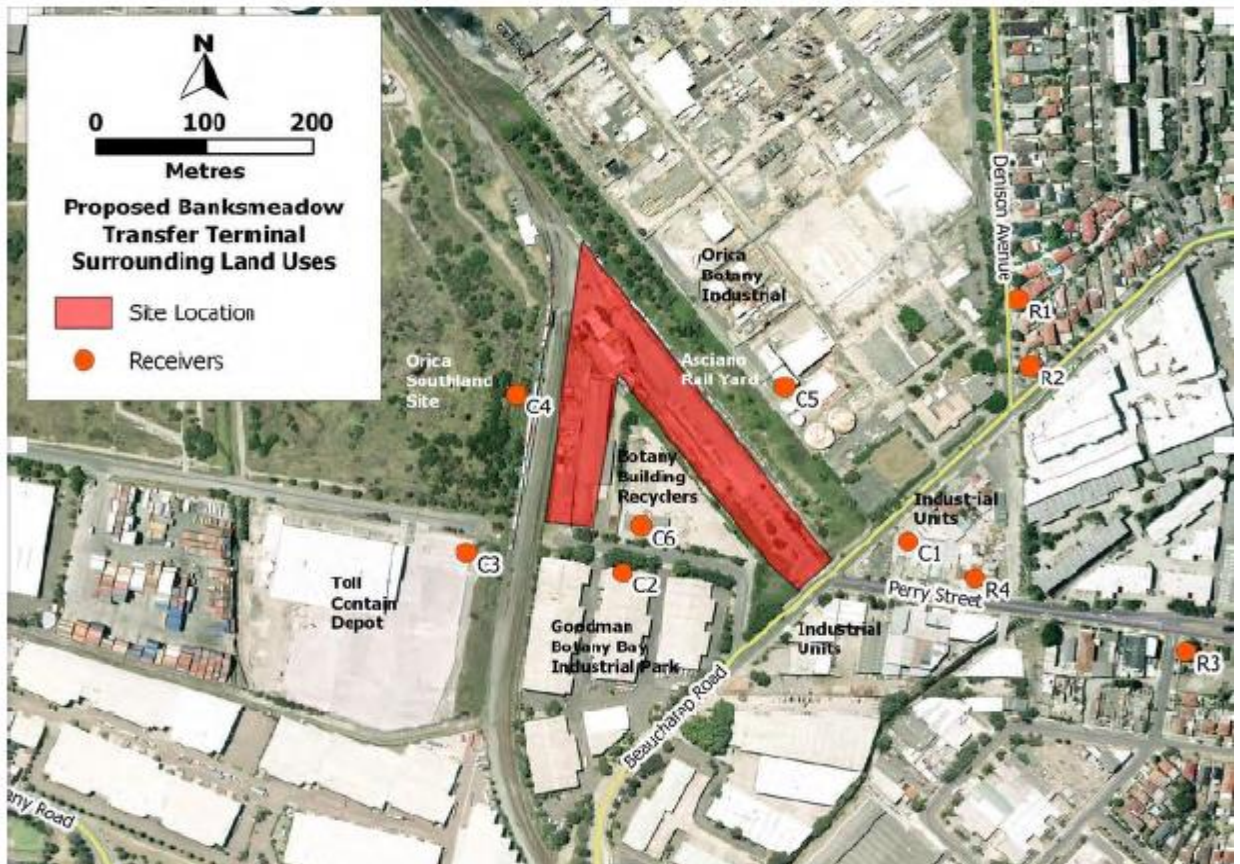 N
0 100 200
Metres
Proposed Banksmeadow
Transfer Terminal
Surrounding Land Uses
Site Location
Receivers
Orica
Botany
Industrial
Denison Avenue
R1
R2
Orica
Southland
Site
C4
Asciano
Rail Yard
C5
Botany
Building
Recyclers
C6
Industrial
Units
C1
R4
Perry Street
C3
C2
Toll
Contain
Depot
Goodman
Botany Bay
Industrial Park
Industrial
Units
R3
Beauchamp Road
any Road